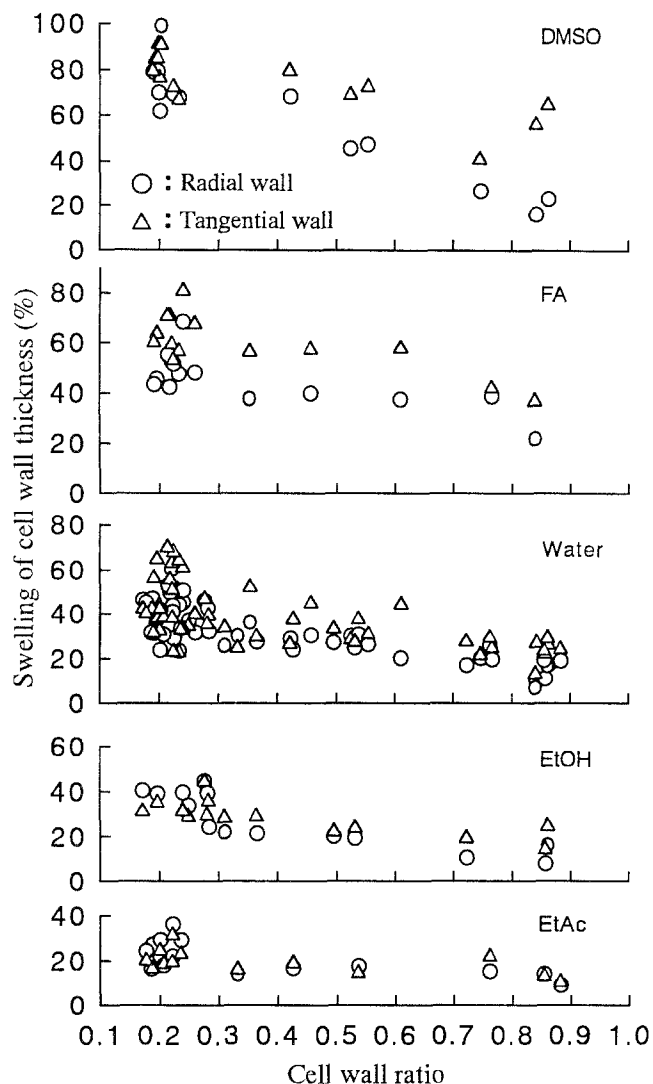 DMSO
100
80
60
40
20
0
○ : Radial wall
△ : Tangential wall
FA
80
60
40
20
0
Water
80
60
40
20
0
EtOH
60
40
20
0
EtAc
40
20
0
0.1 0.2 0.3 0.4 0.5 0.6 0.7 0.8 0.9 1.0
Cell wall ratio
Swelling of cell wall thickness (%)